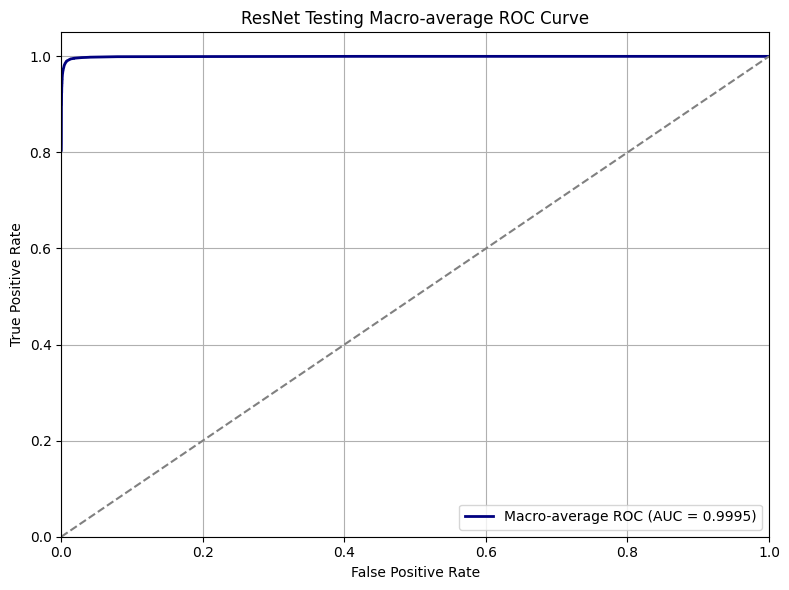 ResNet Testing Macro-average ROC Curve
True Positive Rate
1.0
0.8
0.6
0.4
0.2
0.0
Macro-average ROC (AUC = 0.9995)
0.0 0.2 0.4 0.6 0.8 1.0
False Positive Rate